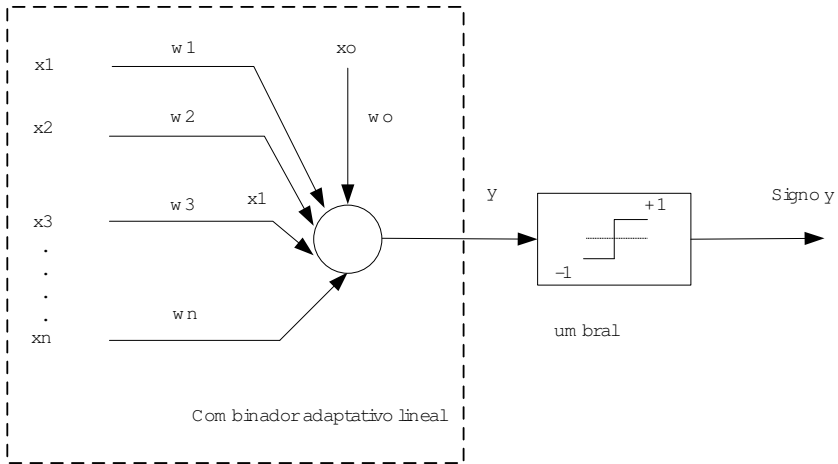 x1
w1
xo
x2
w2
wo
x3
w3
x1
y
+1
-1
Signo y
.
.
.
.
xn
wn
umbral
Combinador adaptativo lineal